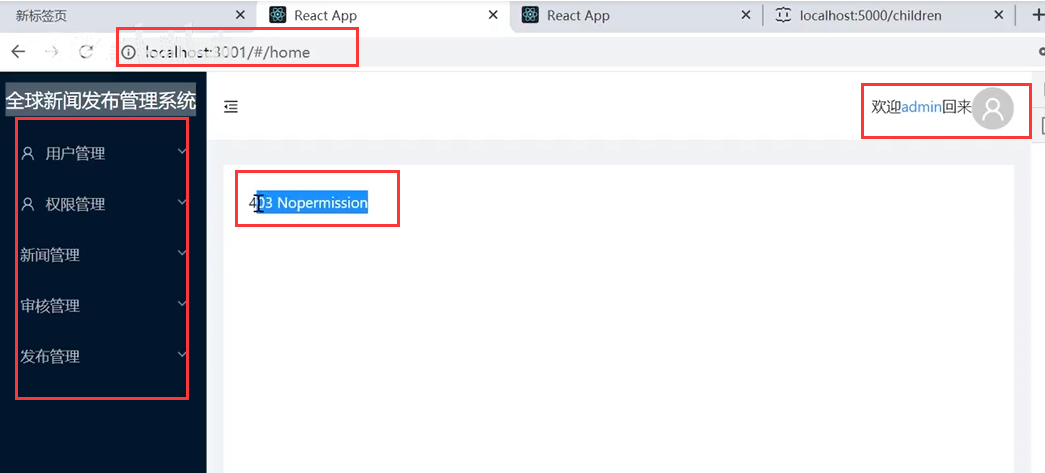 新标签页
React App
React App
localhost:5000/children
localhost:3001/#/home
全球新闻发布管理系统
欢迎admin回来
用户管理
403 Nopermission
权限管理
新闻管理
审核管理
发布管理